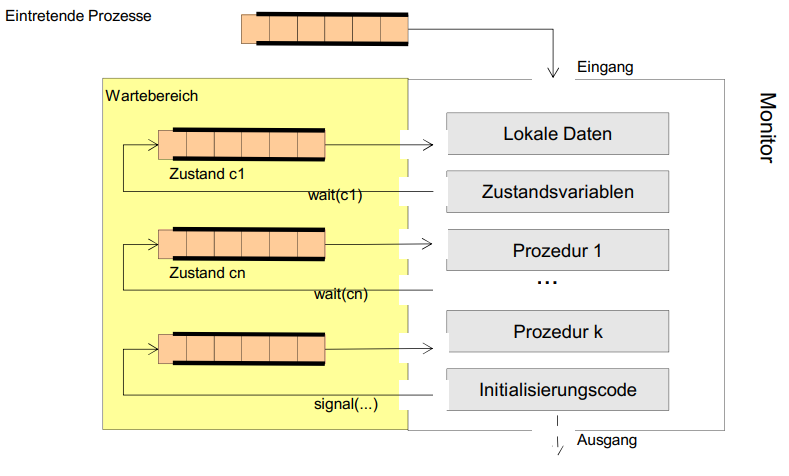 Eintretende Prozesse
Eingang
Monitor
Wartebereich
Lokale Daten
Zustand c1
wait(c1)
Zustandsvariablen
Prozedur 1
Zustand cn
...
wait(cn)
Prozedur k
Initialisierungscode
signal(...)
Ausgang